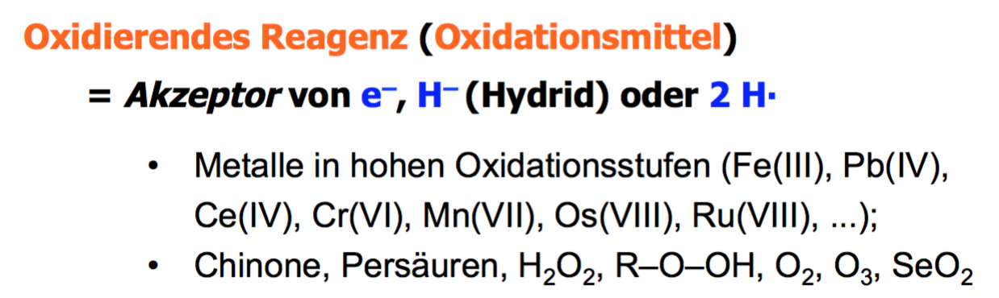 Oxidierendes Reagenz (Oxidationsmittel)
= Akzeptor von e⁻, H⁻ (Hydrid) oder 2 H·
• Metalle in hohen Oxidationsstufen (Fe(III), Pb(IV),
Ce(IV), Cr(VI), Mn(VII), Os(VIII), Ru(VIII), ...);
• Chinone, Persäuren, H₂O₂, R–O–OH, O₂, O₃, SeO₂